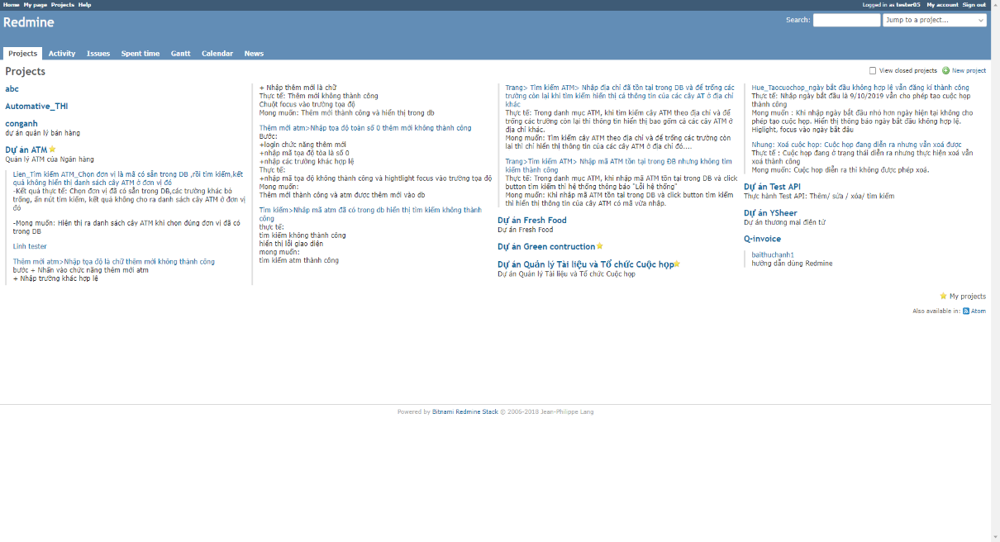 Home My page Projects Help
Logged in as tester05 My account Sign out
Redmine
Search:
Jump to a project...
Projects Activity Issues Spent time Gantt Calendar News
Projects
View closed projects New project
abc
Automative_THI
conganh
dự án quản lý bán hàng
Dự án ATM
Quản lý ATM của Ngân hàng
Lien_Tìm kiếm ATM_Chọn đơn vị là mã có sẵn trong DB ,rồi tìm kiếm,kết
quả không hiển thị danh sách cây ATM ở đơn vị đó
-Kết quả thực tế: Chọn đơn vị đã có sẵn trong DB,các trường khác bỏ
trống, ấn nút tìm kiếm, kết quả không cho ra danh sách cây ATM ở đơn vị
đó
-Mong muốn: Hiện thị ra danh sách cây ATM khi chọn đúng đơn vị đã có
trong DB
Linh tester
Thêm mới atm>Nhập tọa độ là chữ thêm mới không thành công
bước + Nhấn vào chức năng thêm mới atm
+ Nhập trường khác hợp lệ
+ Nhập thêm mới là chữ
Thực tế: Thêm mới không thành công
Chuột focus vào trường tọa độ
Mong muốn: Thêm mới thành công và hiển thị trong db
Thêm mới atm>Nhập tọa độ toàn số 0 thêm mới không thành công
Bước:
+login chức năng thêm mới
+nhập mã tọa độ tòa là số 0
+nhập các trường khác hợp lệ
Thực tế:
+nhập mã tọa độ không thành công và hightlight focus vào trường tọa độ
Mong muốn:
Thêm mới thành công và atm được thêm mới vào db
Tìm kiếm>Nhập mã atm đã có trong db hiển thị tìm kiếm không thành
công
thực tế:
tìm kiếm không thành công
hiển thị lỗi giao diện
mong muốn:
tìm kiếm atm thành công
Trang> Tìm kiếm ATM> Nhập địa chỉ đã tồn tại trong DB và để trống các
trường còn lại khi tìm kiếm hiển thị cả thông tin của các cây AT ở địa chỉ
khác
Thực tế: Trong danh mục ATM, khi tìm kiếm cây ATM theo địa chỉ và để
trống các trường còn lại thì thông tin hiển thị bao gồm cả các cây ATM ở
địa chỉ khác.
Mong muốn: Tìm kiếm cây ATM theo địa chỉ và để trống các trường còn
lại thì chỉ hiển thị thông tin của các cây ATM ở địa chỉ đó....
Trang>Tìm kiếm ATM> Nhập mã ATM tồn tại trong ĐB nhưng không tìm
kiếm thành công
Thực tế: Trong danh mục ATM, khi nhập mã ATM tồn tại trong DB và click
button tìm kiếm thì hệ thống thông báo "Lỗi hệ thống"
Mong muốn: Khi nhập mã ATM tồn tại trong DB và click button tìm kiếm
thì hiển thị thông tin của cây ATM có mã vừa nhập.
Dự án Fresh Food
Dự án Fresh Food
Dự án Green contruction
Dự án Quản lý Tài liệu và Tổ chức Cuộc họp
Dự án Quản lý Tài liệu và Tổ chức Cuộc họp
Hue_Taocuochop_ngày bắt đầu không hợp lệ vẫn đăng kí thành công
Thực tế: Nhập ngày bắt đầu là 9/10/2019 vẫn cho phép tạo cuộc họp
thành công
Mong muốn : Khi nhập ngày bắt đầu nhỏ hơn ngày hiện tại không cho
phép tạo cuộc họp. Hiển thị thông báo ngày bắt đầu không hợp lệ.
Higlight, focus vào ngày bắt đầu
Nhung: Xoá cuộc họp: Cuộc họp đang diễn ra nhưng vẫn xoá được
Thực tế : Cuộc họp đang ở trạng thái diễn ra nhưng thực hiện xoá vẫn
xoá thành công
Mong muốn: Cuộc họp diễn ra thì không được phép xoá.
Dự án Test API
Thực hành Test API: Thêm/ sửa / xóa/ tìm kiếm
Dự án YSheer
Dự án thương mại điện tử
Q-invoice
baithuchanh1
hướng dẫn dùng Redmine
My projects
Also available in: Atom
Powered by Bitnami Redmine Stack © 2006-2018 Jean-Philippe Lang